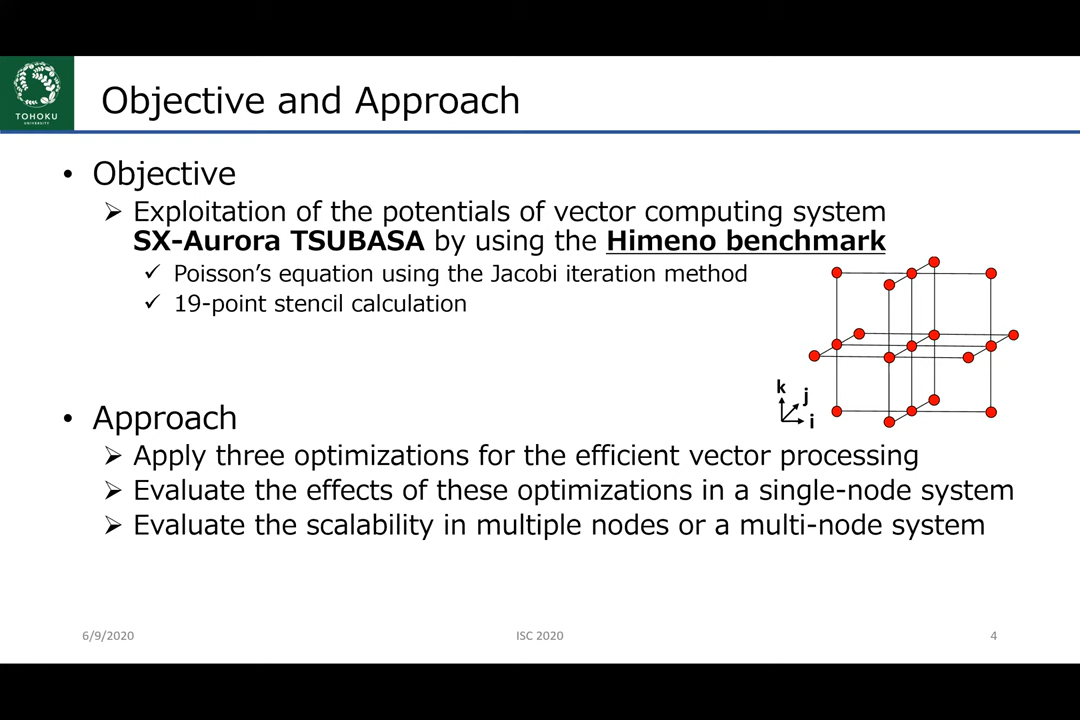 TOHOKU
UNIVERSITY
Objective and Approach
• Objective
➢ Exploitation of the potentials of vector computing system
SX-Aurora TSUBASA by using the Himeno benchmark
✓ Poisson’s equation using the Jacobi iteration method
✓ 19-point stencil calculation
k
j
i
• Approach
➢ Apply three optimizations for the efficient vector processing
➢ Evaluate the effects of these optimizations in a single-node system
➢ Evaluate the scalability in multiple nodes or a multi-node system
6/9/2020
ISC 2020
4